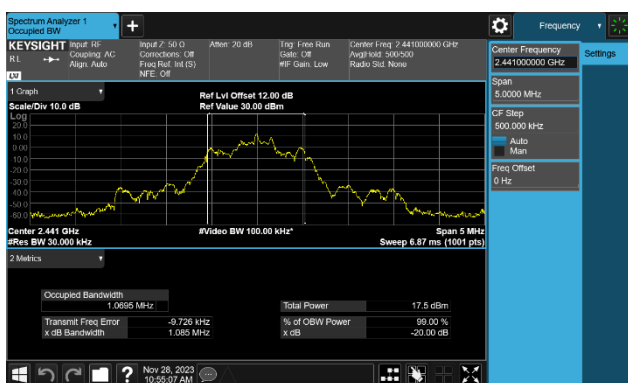 Spectrum Analyzer 1
Occupied BW
+
Frequency
KEYSIGHT Input: RF Input Z: 50 Ω Atten: 20 dB Trig: Free Run Center Freq: 2.441000000 GHz
RL Coupling: AC Corrections: Off Gate: Off Avg|Hold: 500/500
Align: Auto Freq Ref: Int (S) #IF Gain: Low Radio Std: None
NFE: Off
LXI
Center Frequency
2.441000000 GHz
Settings
Span
5.0000 MHz
CF Step
500.000 kHz
Auto
Man
Freq Offset
0 Hz
1 Graph
Ref Lvl Offset 12.00 dB
Scale/Div 10.0 dB Ref Value 30.00 dBm
Log
20.0
10.0
0.00
-10.0
-20.0
-30.0
-40.0
-50.0
-60.0
Center 2.441 GHz #Video BW 100.00 kHz* Span 5 MHz
#Res BW 30.000 kHz Sweep 6.87 ms (1001 pts)
2 Metrics
Occupied Bandwidth
1.0695 MHz Total Power 17.5 dBm
Transmit Freq Error -9.726 kHz % of OBW Power 99.00 %
x dB Bandwidth 1.085 MHz x dB -20.00 dB
? Nov 28, 2023
10:55:07 AM